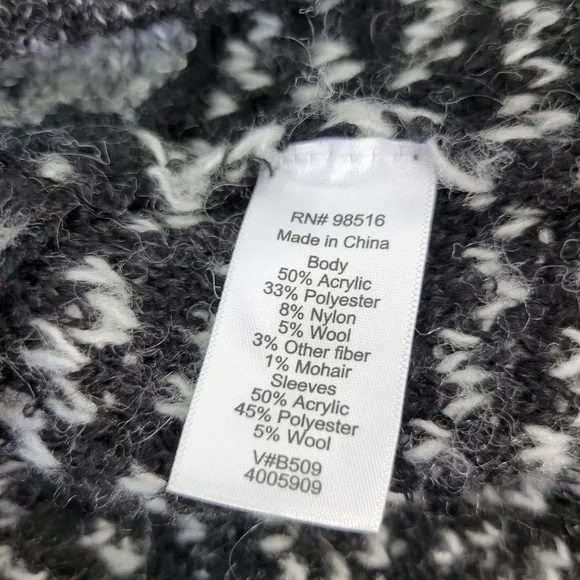 RN# 98516
Made in China
Body
50% Acrylic
33% Polyester
8% Nylon
5% Wool
3% Other fiber
1% Mohair
Sleeves
50% Acrylic
45% Polyester
5% Wool
V#B509
4005909